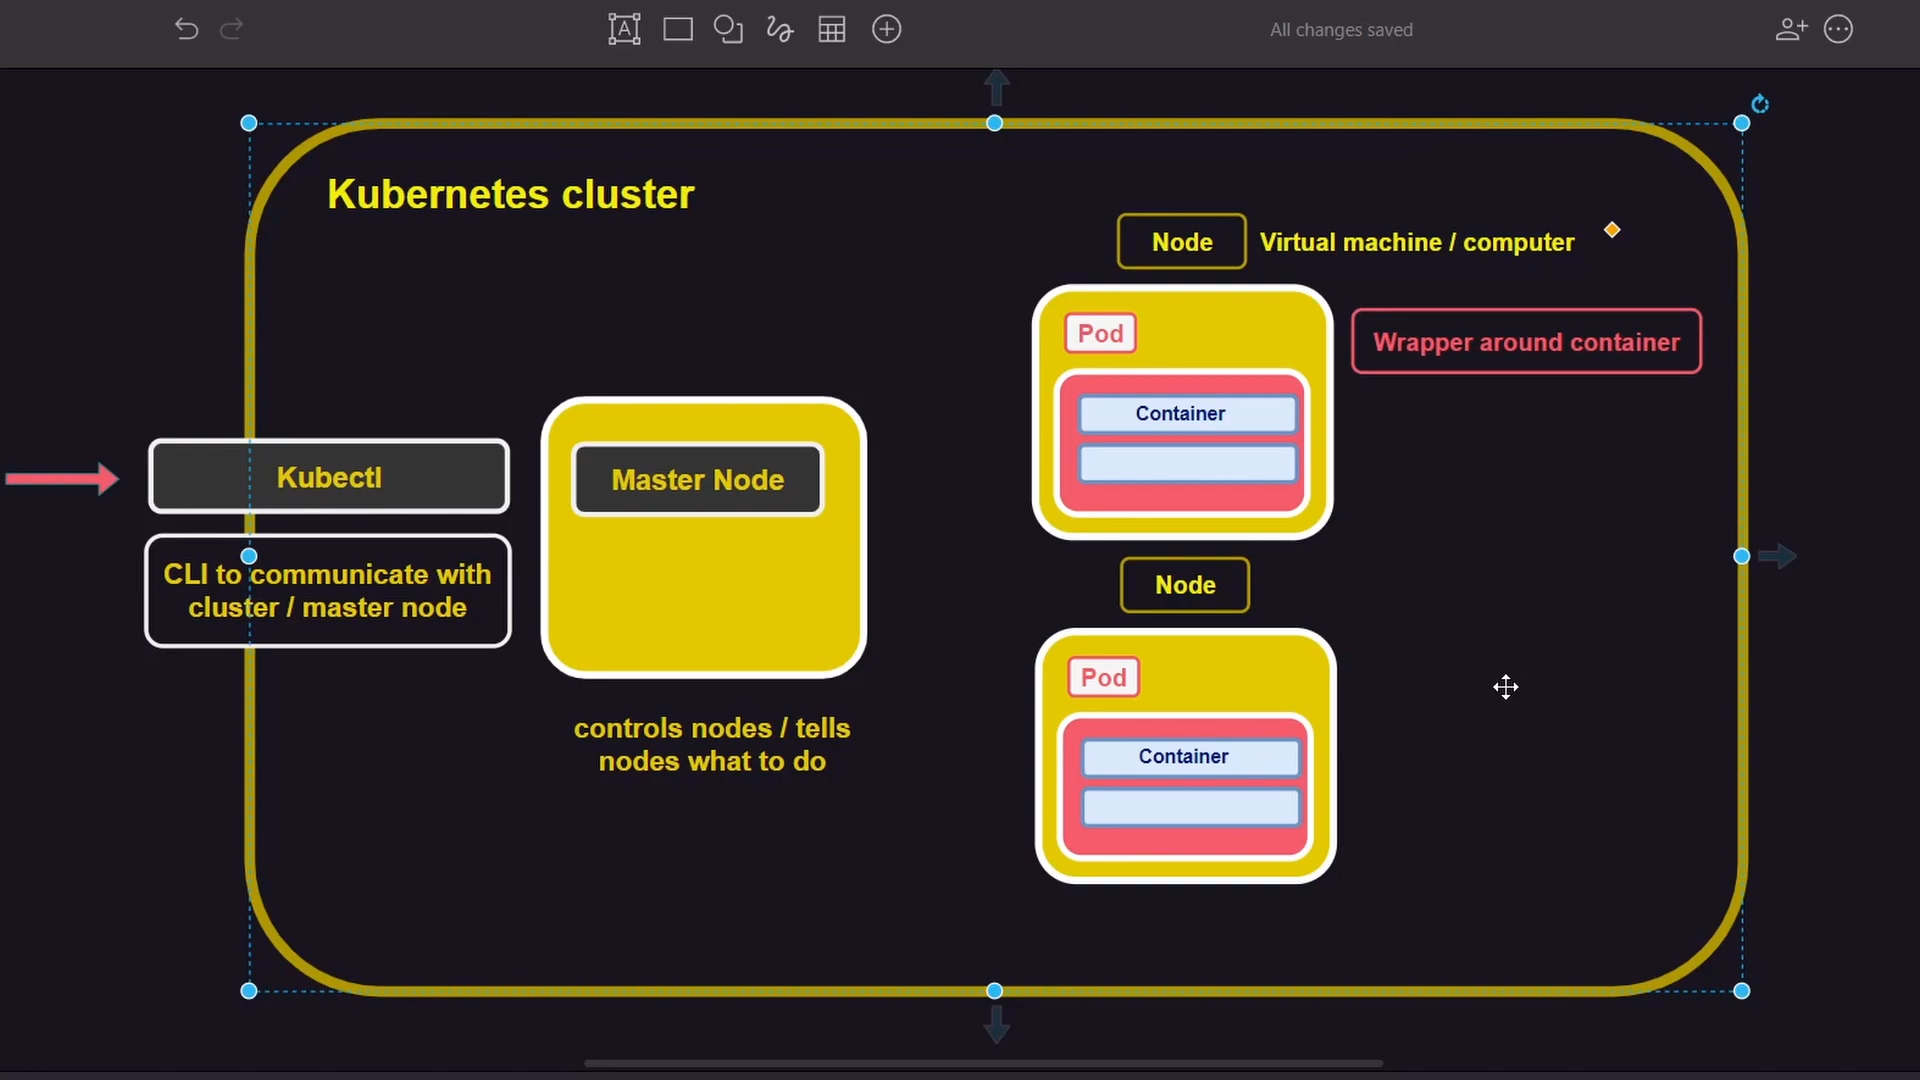 All changes saved
Kubernetes cluster
Node
Virtual machine / computer
Pod
Wrapper around container
Container
Kubectl
Master Node
CLI to communicate with
cluster / master node
Node
Pod
controls nodes / tells
nodes what to do
Container